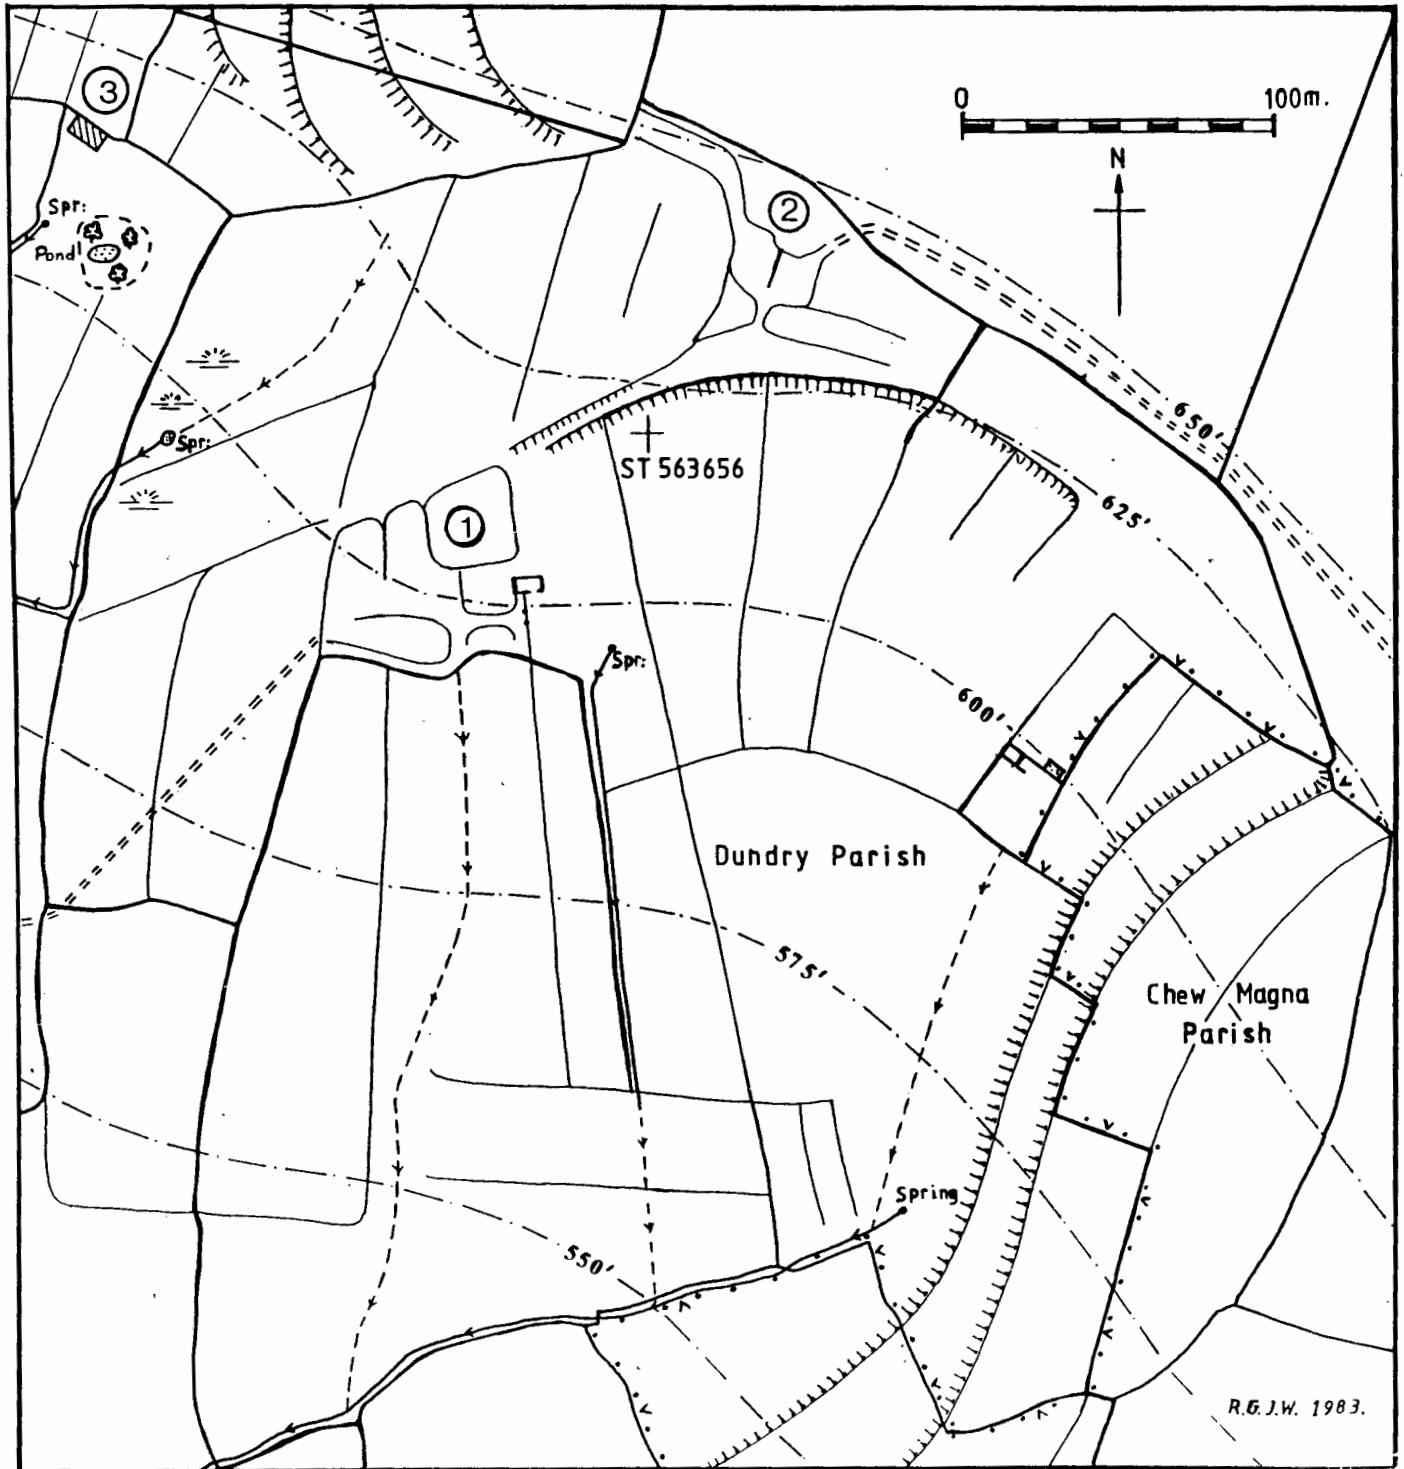 0 100m.
N
3
2
Spr:
Pond
650'
Spr:
ST 563656
625'
1
Spr:
600'
Dundry Parish
575'
Chew Magna
Parish
Spring
550'
R.G.J.W. 1983.